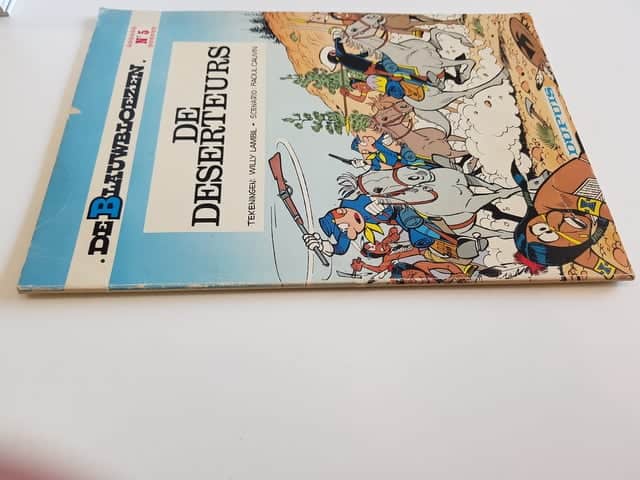 • DE BLAUWBLOEZEN •
N° 5
DE
DESERTEURS
TEKENINGEN: WILLY LAMBIL • SCENARIO: RAOUL CAUVIN
DUPUIS